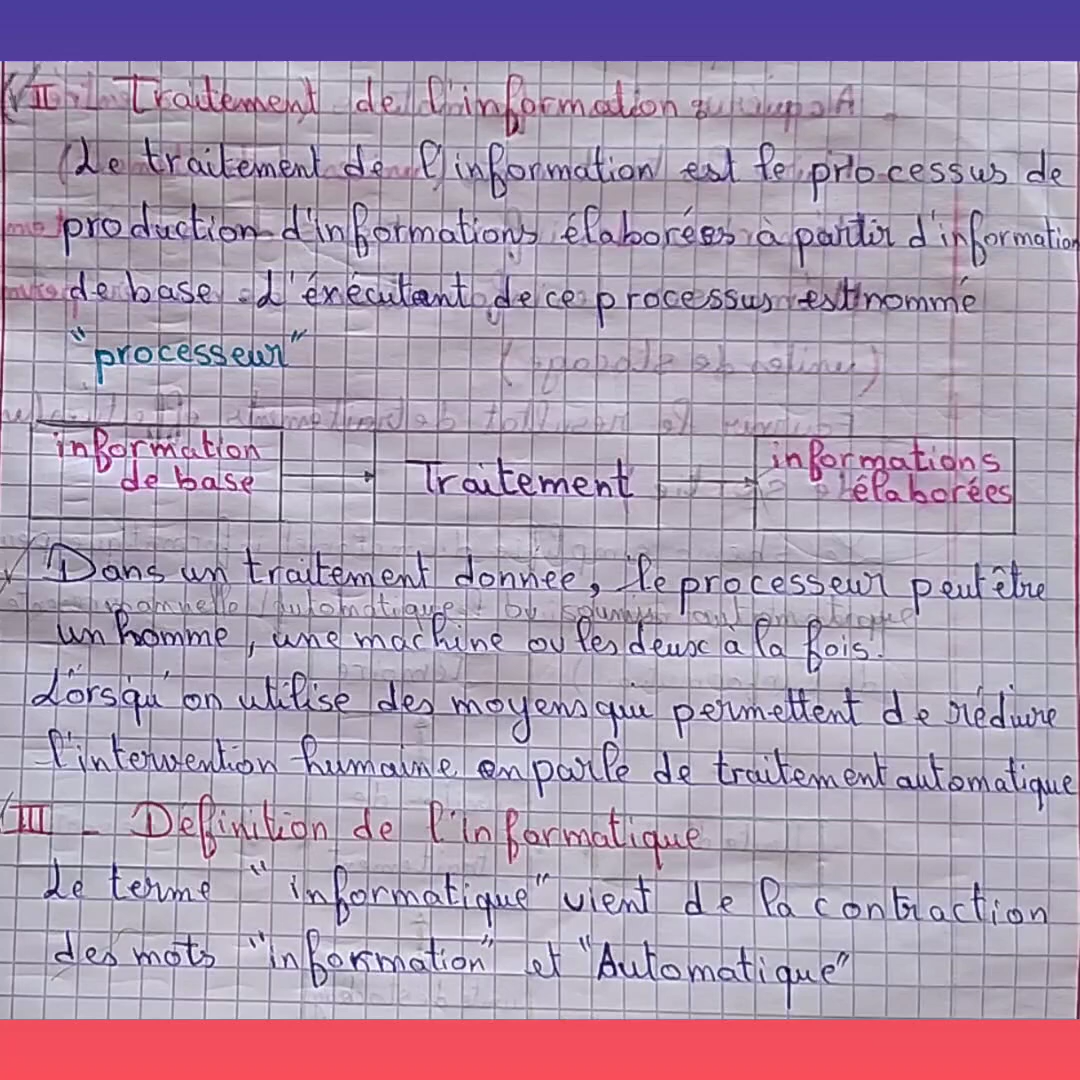 II - Traitement de l'information
Le traitement de l'information est le processus de
production d'informations élaborées à partir d'information
de base. L'exécutant de ce processus est nommé
"processeur"
information
de base
Traitement
informations
élaborées
Dans un traitement donnée, le processeur peut être
un homme, une machine ou les deux à la fois.
Lorsqu'on utilise des moyens qui permettent de réduire
l'intervention humaine on parle de traitement automatique
III - Definition de l'informatique
Le terme "informatique" vient de la contraction
des mots "information" et "Automatique"